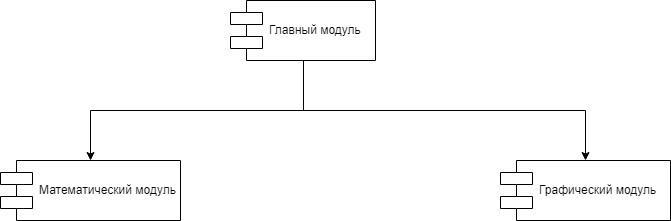 Главный модуль
Математический модуль
Графический модуль